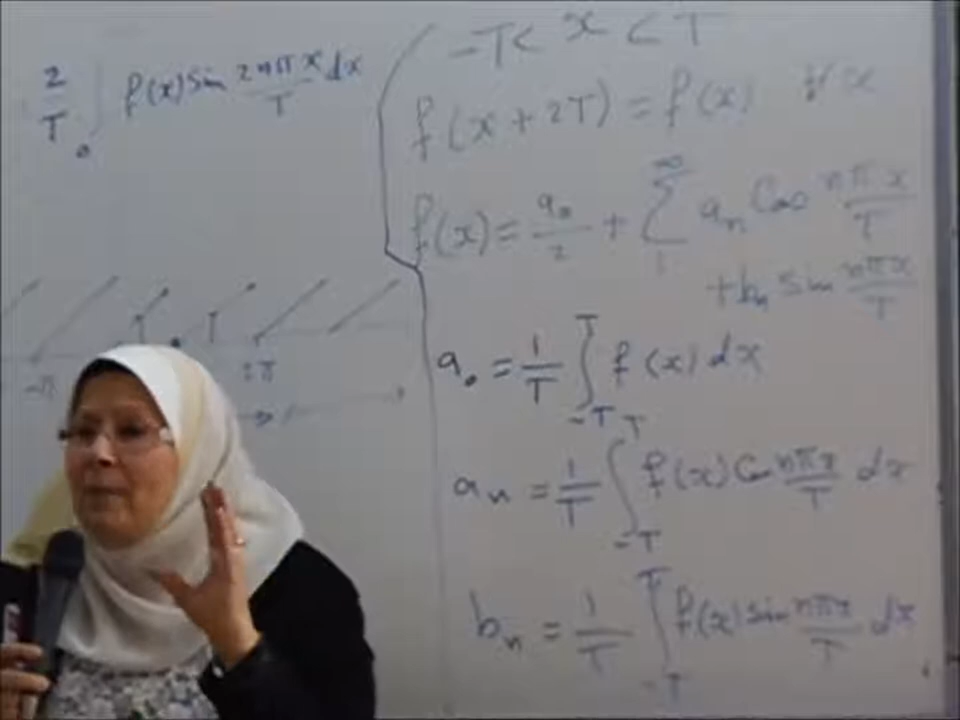 2/T ∫₀ f(x) sin 2nπx/T dx
-π
2π
-T < x < T
f(x + 2T) = f(x) ∀x
f(x) = a₀/2 + ∑₁^∞ aₙ Cos nπx/T
+ bₙ sin nπx/T
a₀ = 1/T ∫_{-T}^{T} f(x) dx
aₙ = 1/T ∫_{-T}^{T} f(x) Cos nπx/T dx
bₙ = 1/T ∫_{-T}^{T} f(x) sin nπx/T dx